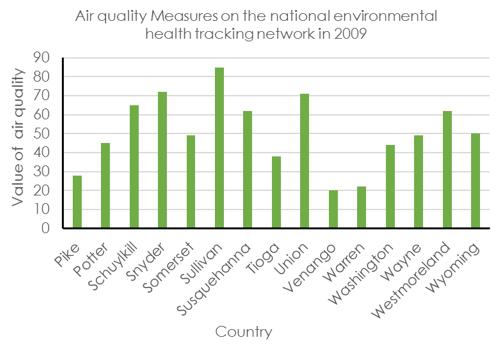 Air quality Measures on the national environmental
health tracking network in 2009
Value of air quality
90
80
70
60
50
40
30
20
10
0
Pike
Potter
Schuylkill
Snyder
Somerset
Sullivan
Susquehanna
Tioga
Union
Venango
Warren
Washington
Wayne
Westmoreland
Wyoming
Country